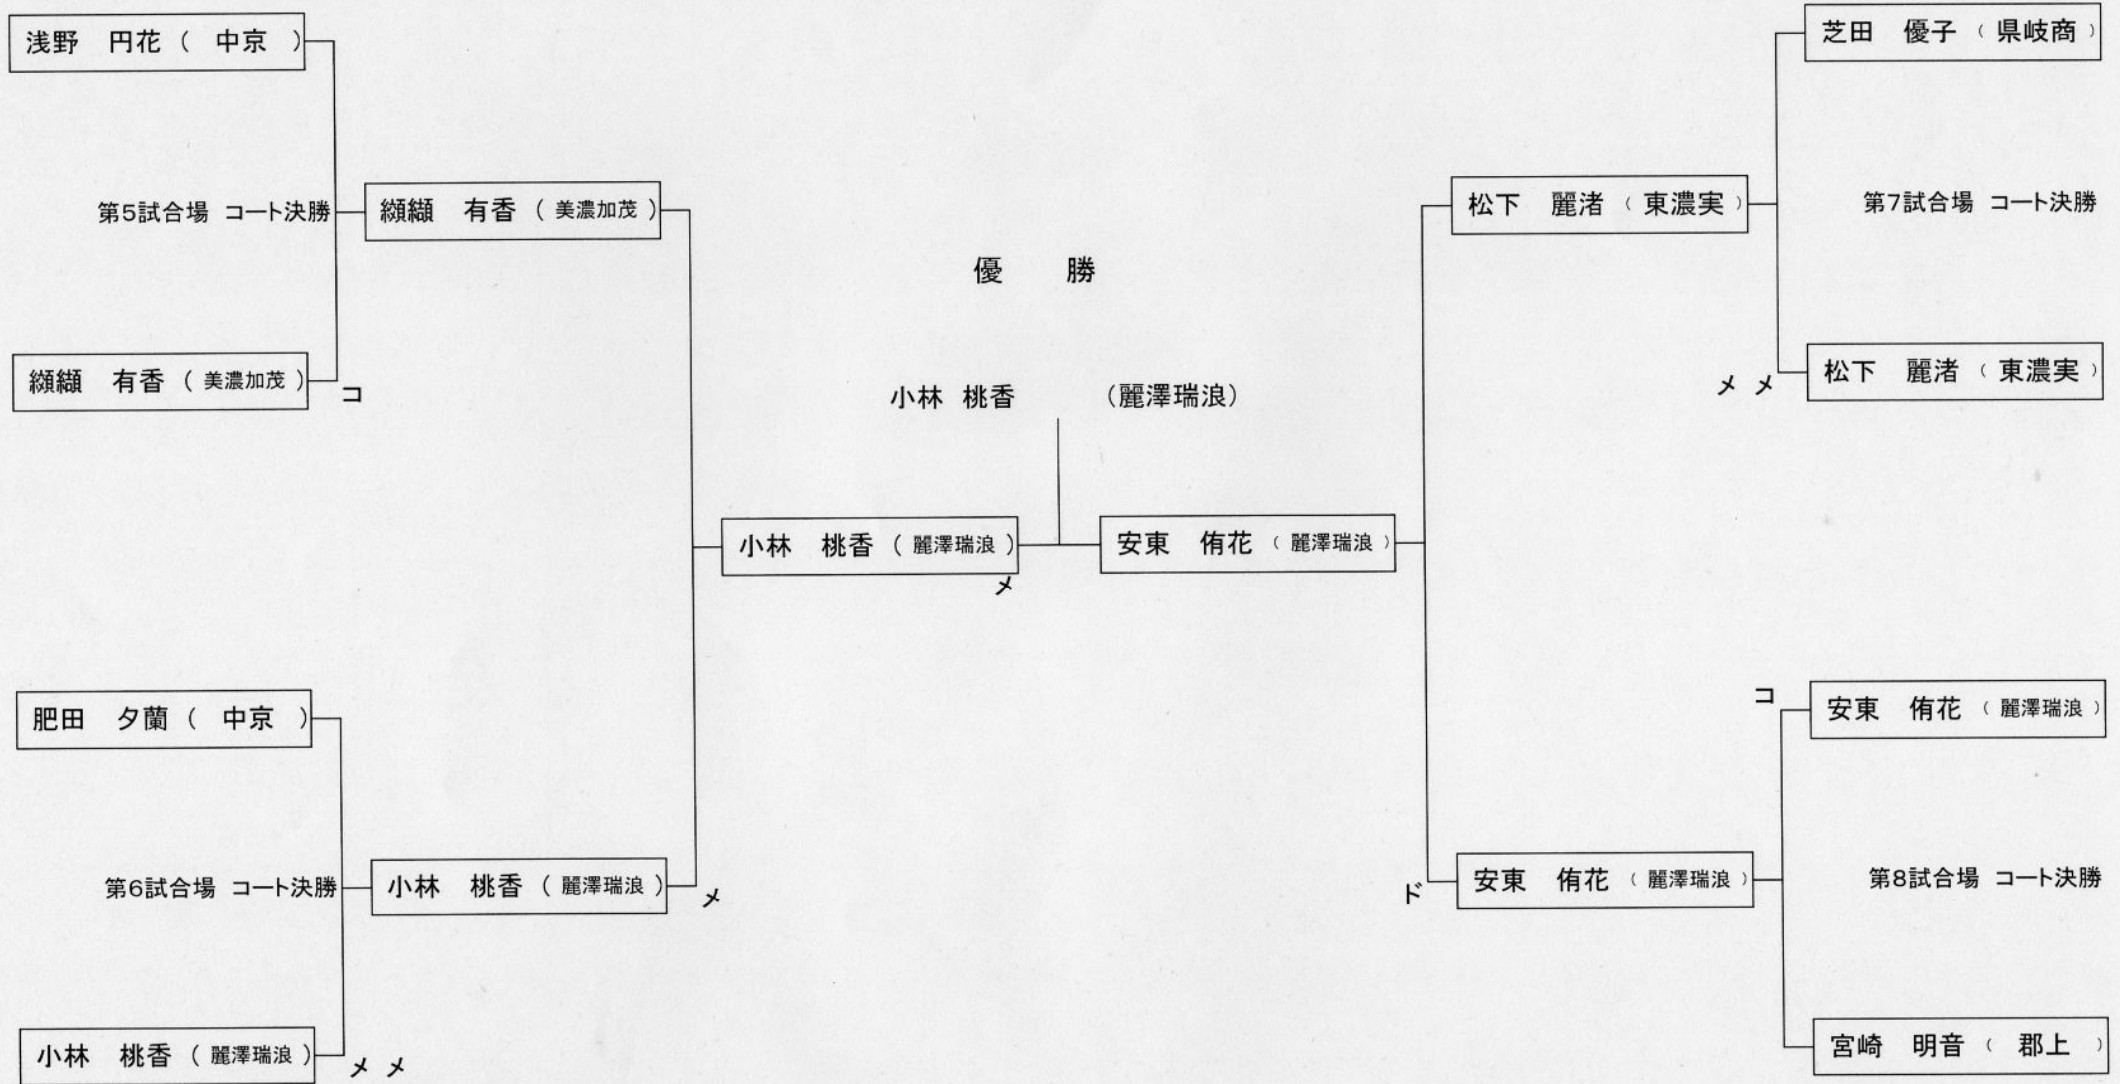 浅野　円花（　中京　）
第5試合場　コート決勝
纐纈　有香（美濃加茂）
纐纈　有香（美濃加茂）
コ
肥田　夕蘭（　中京　）
第6試合場　コート決勝
小林　桃香（麗澤瑞浪）
メ
小林　桃香（麗澤瑞浪）
メ メ
優　勝
小林 桃香　（麗澤瑞浪）
小林　桃香（麗澤瑞浪）
メ
安東　侑花（麗澤瑞浪）
芝田　優子（県岐商）
松下　麗渚（東濃実）
第7試合場　コート決勝
メ メ
松下　麗渚（東濃実）
コ
安東　侑花（麗澤瑞浪）
ド
安東　侑花（麗澤瑞浪）
第8試合場　コート決勝
宮崎　明音（　郡上　）